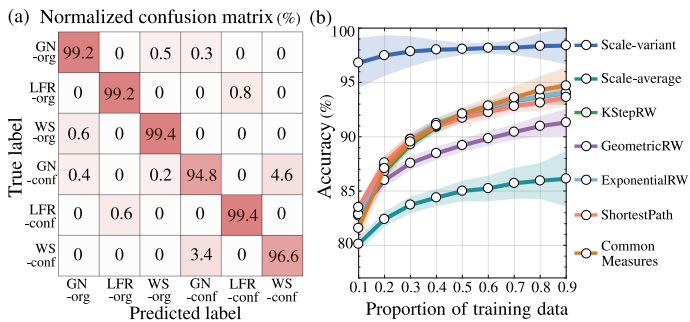 (a) Normalized confusion matrix (%)
True label
GN
-org
99.2 0 0.5 0.3 0 0
LFR
-org
0 99.2 0 0 0.8 0
WS
-org
0.6 0 99.4 0 0 0
GN
-conf
0.4 0 0.2 94.8 0 4.6
LFR
-conf
0 0.6 0 0 99.4 0
WS
-conf
0 0 0 3.4 0 96.6
GN LFR WS GN LFR WS
-org -org -org -conf -conf -conf
Predicted label
(b)
Accuracy (%)
100
95
90
85
80
0.1 0.2 0.3 0.4 0.5 0.6 0.7 0.8 0.9
Proportion of training data
Scale-variant
Scale-average
KStepRW
GeometricRW
ExponentialRW
ShortestPath
Common
Measures